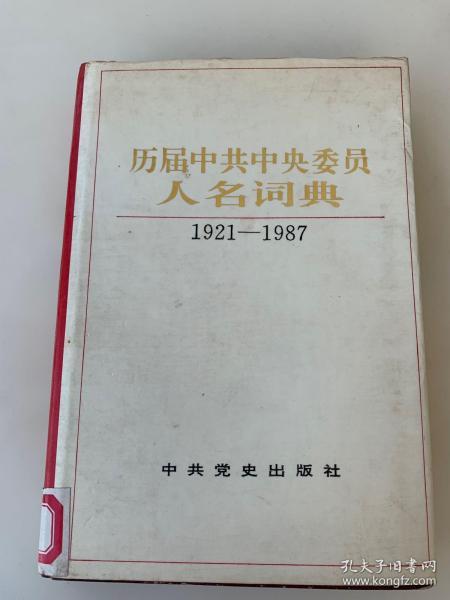 历届中共中央委员
人名词典
1921—1987
中共党史出版社
孔夫子旧书网
www.kongfz.com